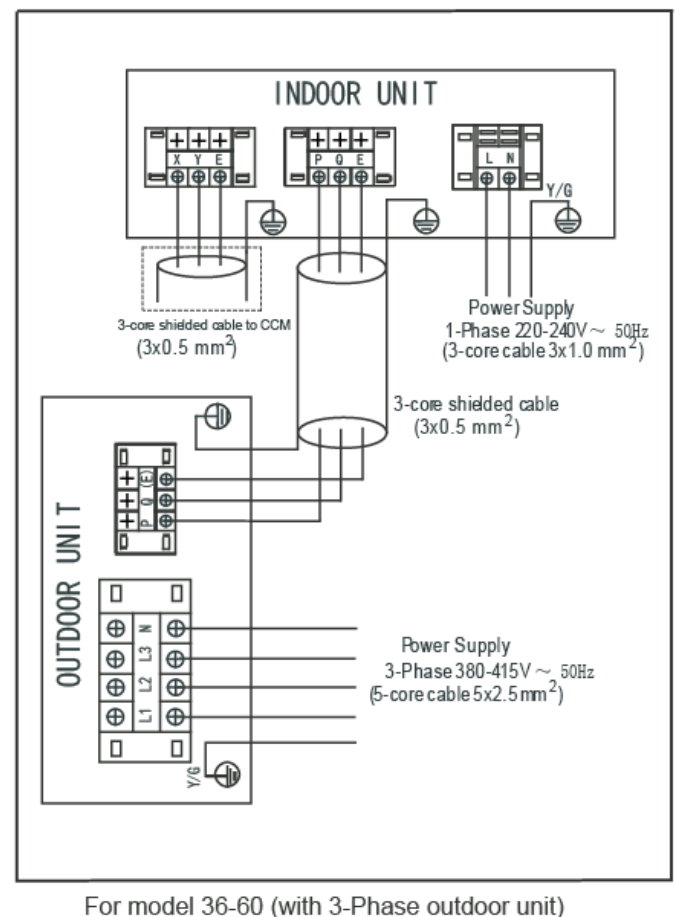 INDOOR UNIT
X Y E
P Q E
L N
Y/G
3-core shielded cable to CCM
(3x0.5 mm²)
Power Supply
1-Phase 220-240V～ 50Hz
(3-core cable 3x1.0 mm²)
3-core shielded cable
(3x0.5 mm²)
OUTDOOR UNIT
P Q (E)
L1 L2 L3 N
Y/G
Power Supply
3-Phase 380-415V～ 50Hz
(5-core cable 5x2.5mm²)
For model 36-60 (with 3-Phase outdoor unit)